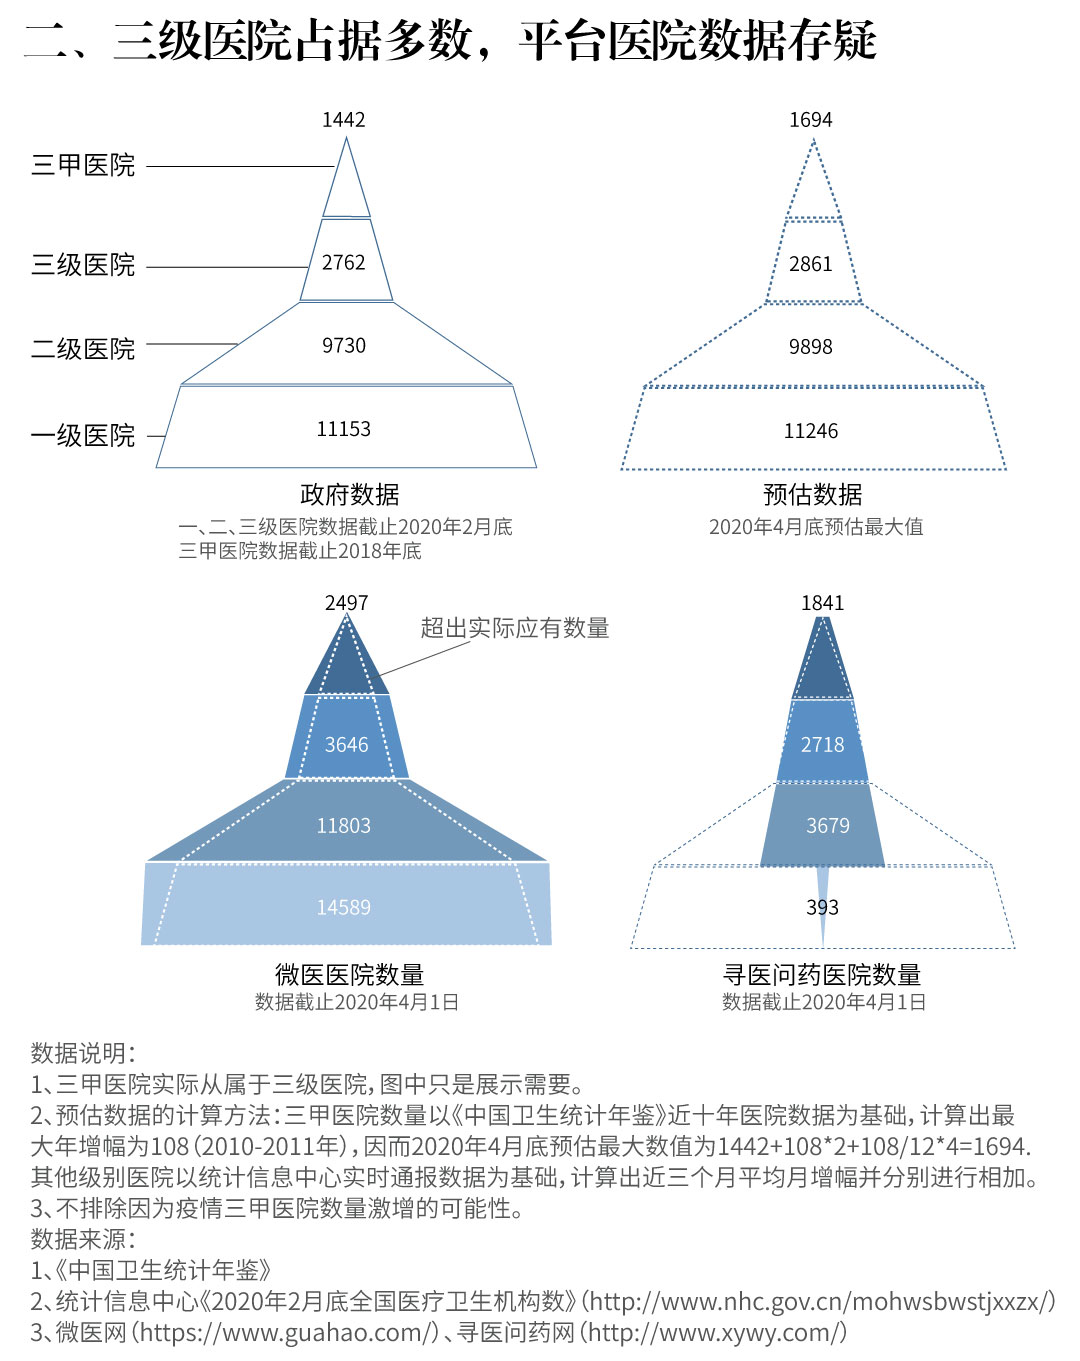 二、三级医院占据多数，平台医院数据存疑
1442
1694
三甲医院
三级医院
2762
2861
二级医院
9730
9898
一级医院
11153
11246
政府数据
预估数据
一、二、三级医院数据截止2020年2月底
三甲医院数据截止2018年底
2020年4月底预估最大值
2497
超出实际应有数量
1841
3646
2718
11803
3679
14589
393
微医医院数量
寻医问药医院数量
数据截止2020年4月1日
数据截止2020年4月1日
数据说明：
1、三甲医院实际从属于三级医院，图中只是展示需要。
2、预估数据的计算方法：三甲医院数量以《中国卫生统计年鉴》近十年医院数据为基础，计算出最
大年增幅为108（2010-2011年），因而2020年4月底预估最大数值为1442+108*2+108/12*4=1694.
其他级别医院以统计信息中心实时通报数据为基础，计算出近三个月平均月增幅并分别进行相加。
3、不排除因为疫情三甲医院数量激增的可能性。
数据来源：
1、《中国卫生统计年鉴》
2、统计信息中心《2020年2月底全国医疗卫生机构数》（http://www.nhc.gov.cn/mohwsbwstjxxzx/）
3、微医网（https://www.guahao.com/）、寻医问药网（http://www.xywy.com/）